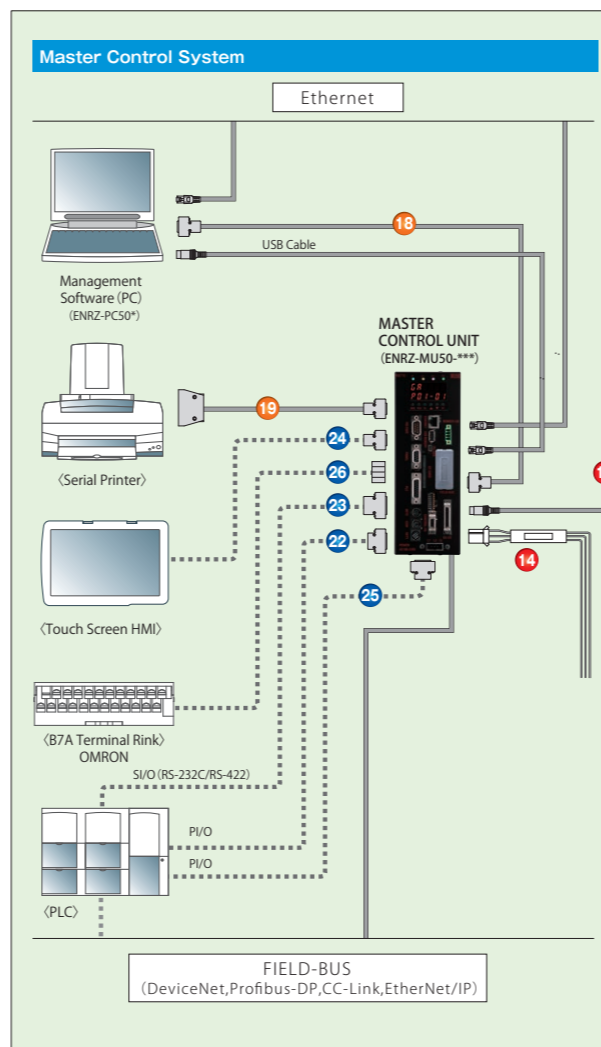 Master Control System
Ethernet
18
USB Cable
Management
Software (PC)
(ENRZ-PC50*)
MASTER
CONTROL UNIT
(ENRZ-MU50-***)
19
24
〈Serial Printer〉
26
23
22
14
25
〈Touch Screen HMI〉
〈B7A Terminal Rink〉
OMRON
SI/O (RS-232C/RS-422)
PI/O
PI/O
〈PLC〉
FIELD-BUS
(DeviceNet,Profibus-DP,CC-Link,EtherNet/IP)